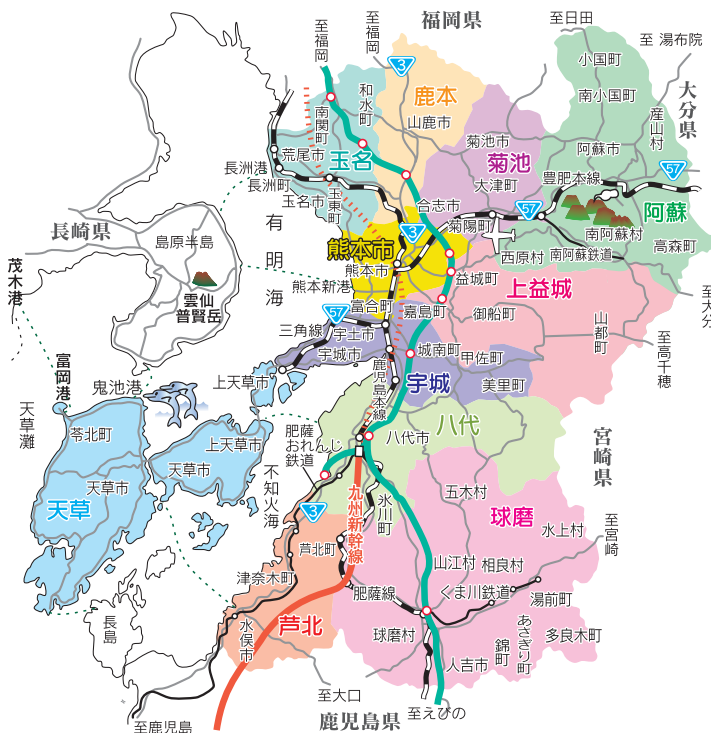 至福岡
至福岡
福岡県
至日田
至 湯布院
小国町
南小国町
大分県
産山村
3
鹿本
和水町
南関町
山鹿市
菊池市
菊池
阿蘇市
57
荒尾市
玉名
長洲港
長洲町
玉名市
玉東町
大津町
豊肥本線
合志市
菊陽町
57
阿蘇
長崎県
島原半島
有明海
3
熊本市
熊本市
西原村
南阿蘇村
南阿蘇鉄道
高森町
茂木港
雲仙
普賢岳
熊本新港
益城町
上益城
至大分
富合町
嘉島町
御船町
山都町
57
三角線
宇土市
宇城市
城南町
甲佐町
至高千穂
富岡港
鬼池港
上天草市
鹿児島本線
宇城
美里町
天草灘
苓北町
上天草市
天草市
天草市
天草
肥薩
おれんじ
鉄道
八代
八代市
宮崎県
不知火海
3
九州新幹線
氷川町
五木村
球磨
水上村
至宮崎
芦北町
山江村
相良村
津奈木町
肥薩線
くま川鉄道
湯前町
長島
水俣市
芦北
球磨村
あさぎり町
錦町
多良木町
人吉市
至大口
至えびの
鹿児島県
至鹿児島